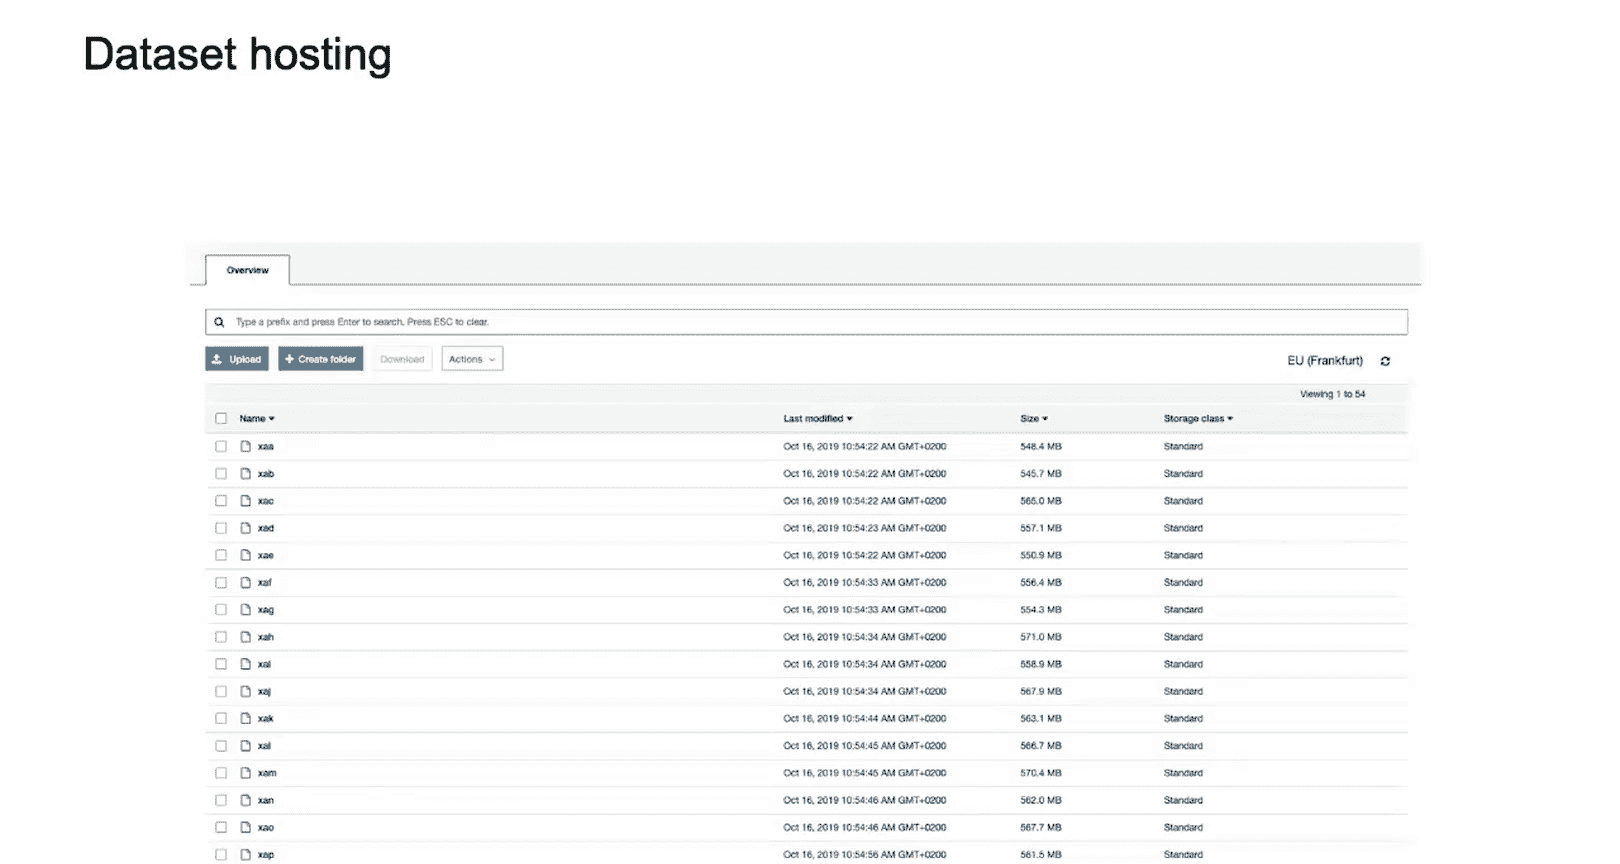 Dataset hosting
Overview
Type a prefix and press Enter to search. Press ESC to clear.
Upload Create folder Download Actions EU (Frankfurt)
Viewing 1 to 54
Name Last modified Size Storage class
xaa Oct 16, 2019 10:54:22 AM GMT+0200 548.4 MB Standard
xab Oct 16, 2019 10:54:22 AM GMT+0200 545.7 MB Standard
xac Oct 16, 2019 10:54:22 AM GMT+0200 565.0 MB Standard
xad Oct 16, 2019 10:54:23 AM GMT+0200 557.1 MB Standard
xae Oct 16, 2019 10:54:22 AM GMT+0200 550.9 MB Standard
xaf Oct 16, 2019 10:54:33 AM GMT+0200 556.4 MB Standard
xag Oct 16, 2019 10:54:33 AM GMT+0200 554.3 MB Standard
xah Oct 16, 2019 10:54:34 AM GMT+0200 571.0 MB Standard
xai Oct 16, 2019 10:54:34 AM GMT+0200 558.9 MB Standard
xaj Oct 16, 2019 10:54:34 AM GMT+0200 567.9 MB Standard
xak Oct 16, 2019 10:54:44 AM GMT+0200 563.1 MB Standard
xal Oct 16, 2019 10:54:45 AM GMT+0200 566.7 MB Standard
xam Oct 16, 2019 10:54:45 AM GMT+0200 570.4 MB Standard
xan Oct 16, 2019 10:54:46 AM GMT+0200 562.0 MB Standard
xao Oct 16, 2019 10:54:46 AM GMT+0200 567.7 MB Standard
xap Oct 16, 2019 10:54:56 AM GMT+0200 561.5 MB Standard